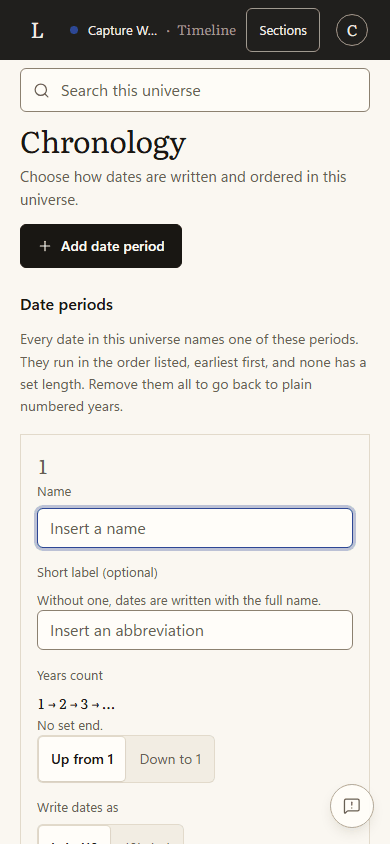 L
Capture W... · Timeline
Sections
C
Search this universe
Chronology
Choose how dates are written and ordered in this
universe.
+ Add date period
Date periods
Every date in this universe names one of these periods.
They run in the order listed, earliest first, and none has a
set length. Remove them all to go back to plain
numbered years.
1
Name
Insert a name
Short label (optional)
Without one, dates are written with the full name.
Insert an abbreviation
Years count
1 → 2 → 3 → ...
No set end.
Up from 1
Down to 1
Write dates as